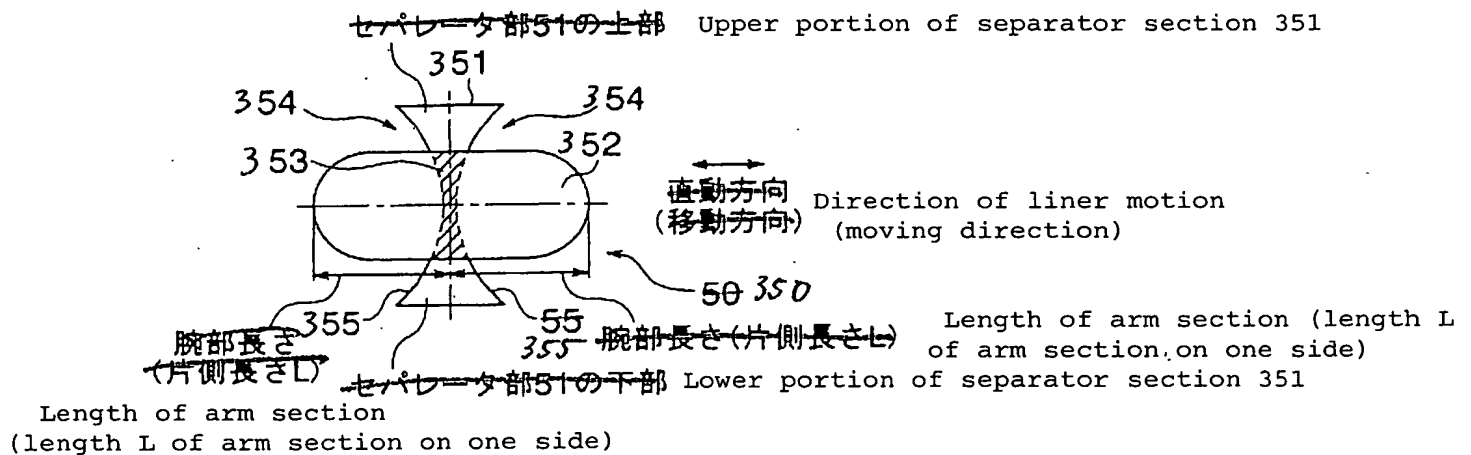 セパレータ部51の上部 Upper portion of separator section 351
351
354 354
353 352
直動方向
(移動方向)
Direction of liner motion
(moving direction)
50 350
355 55
355
腕部長さ
(片側長さL)
腕部長さ(片側長さL)
Length of arm section (length L
of arm section on one side)
セパレータ部51の下部 Lower portion of separator section 351
Length of arm section
(length L of arm section on one side)